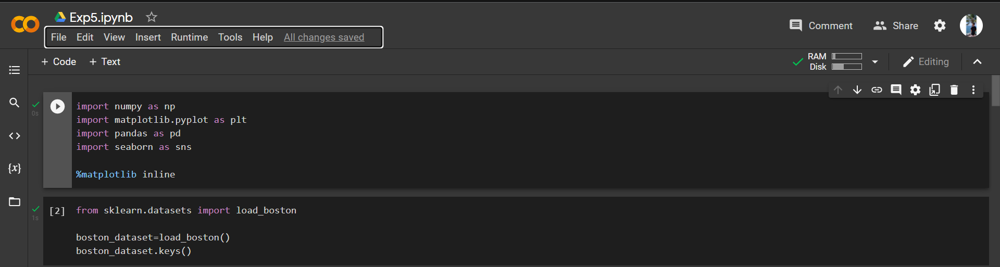 Exp5.ipynb
File Edit View Insert Runtime Tools Help All changes saved
Comment Share
+ Code + Text
RAM
Disk
Editing
import numpy as np
import matplotlib.pyplot as plt
import pandas as pd
import seaborn as sns
%matplotlib inline
0s
[2] from sklearn.datasets import load_boston
boston_dataset=load_boston()
boston_dataset.keys()
1s
{x}